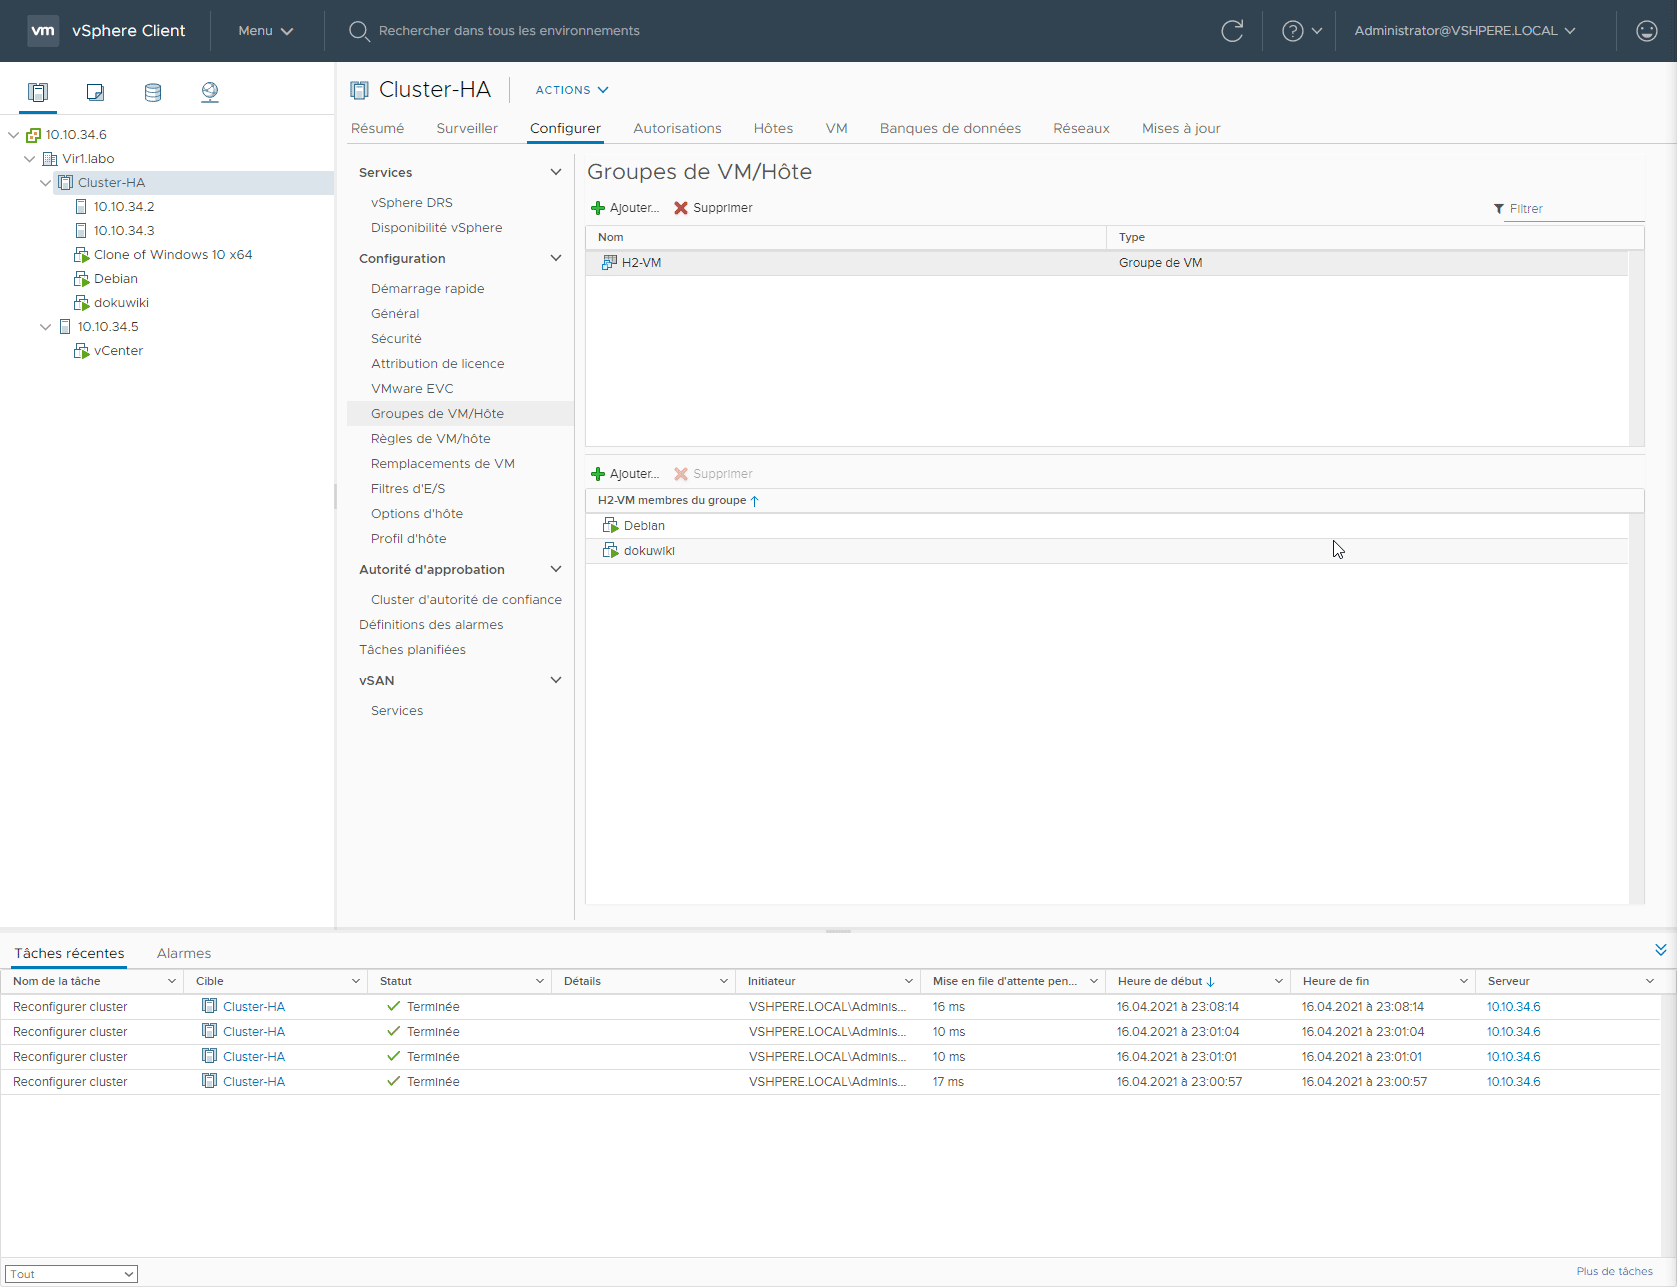 vm vSphere Client Menu Rechercher dans tous les environnements Administrator@VSHPERE.LOCAL
10.10.34.6
Vir1.labo
Cluster-HA
10.10.34.2
10.10.34.3
Clone of Windows 10 x64
Debian
dokuwiki
10.10.34.5
vCenter
Cluster-HA ACTIONS
Résumé Surveiller Configurer Autorisations Hôtes VM Banques de données Réseaux Mises à jour
Services
vSphere DRS
Disponibilité vSphere
Configuration
Démarrage rapide
Général
Sécurité
Attribution de licence
VMware EVC
Groupes de VM/Hôte
Règles de VM/hôte
Remplacements de VM
Filtres d'E/S
Options d'hôte
Profil d'hôte
Autorité d'approbation
Cluster d'autorité de confiance
Définitions des alarmes
Tâches planifiées
vSAN
Services
Groupes de VM/Hôte
Ajouter... Supprimer Filtrer
Nom Type
H2-VM Groupe de VM
Ajouter... Supprimer
H2-VM membres du groupe
Debian
dokuwiki
Tâches récentes Alarmes
Nom de la tâche Cible Statut Détails Initiateur Mise en file d'attente pen... Heure de début Heure de fin Serveur
Reconfigurer cluster Cluster-HA Terminée VSHPERE.LOCAL\Adminis... 16 ms 16.04.2021 à 23:08:14 16.04.2021 à 23:08:14 10.10.34.6
Reconfigurer cluster Cluster-HA Terminée VSHPERE.LOCAL\Adminis... 10 ms 16.04.2021 à 23:01:04 16.04.2021 à 23:01:04 10.10.34.6
Reconfigurer cluster Cluster-HA Terminée VSHPERE.LOCAL\Adminis... 10 ms 16.04.2021 à 23:01:01 16.04.2021 à 23:01:01 10.10.34.6
Reconfigurer cluster Cluster-HA Terminée VSHPERE.LOCAL\Adminis... 17 ms 16.04.2021 à 23:00:57 16.04.2021 à 23:00:57 10.10.34.6
Tout Plus de tâches